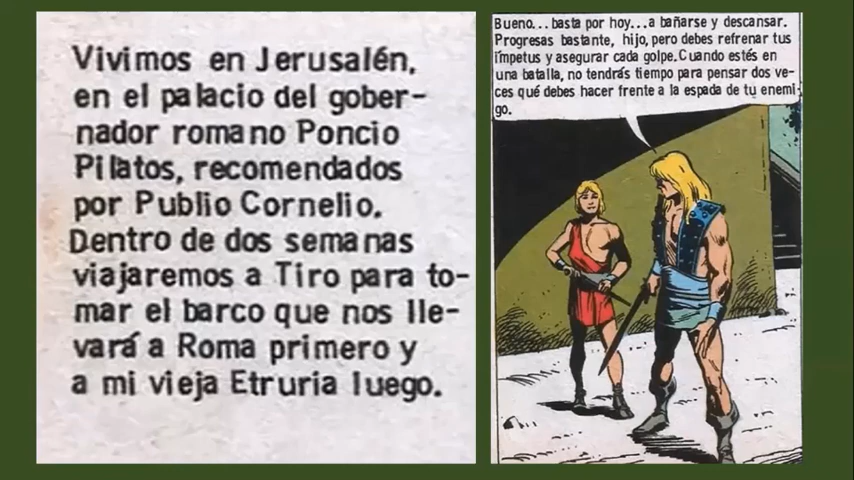 Vivimos en Jerusalén,
en el palacio del gober-
nador romano Poncio
Pilatos, recomendados
por Publio Cornelio.
Dentro de dos semanas
viajaremos a Tiro para to-
mar el barco que nos lle-
vará a Roma primero y
a mi vieja Etruria luego.
Bueno... basta por hoy...a bañarse y descansar.
Progresas bastante, hijo, pero debes refrenar tus
ímpetus y asegurar cada golpe. Cuando estés en
una batalla, no tendrás tiempo para pensar dos ve-
ces qué debes hacer frente a la espada de tu enemi-
go.